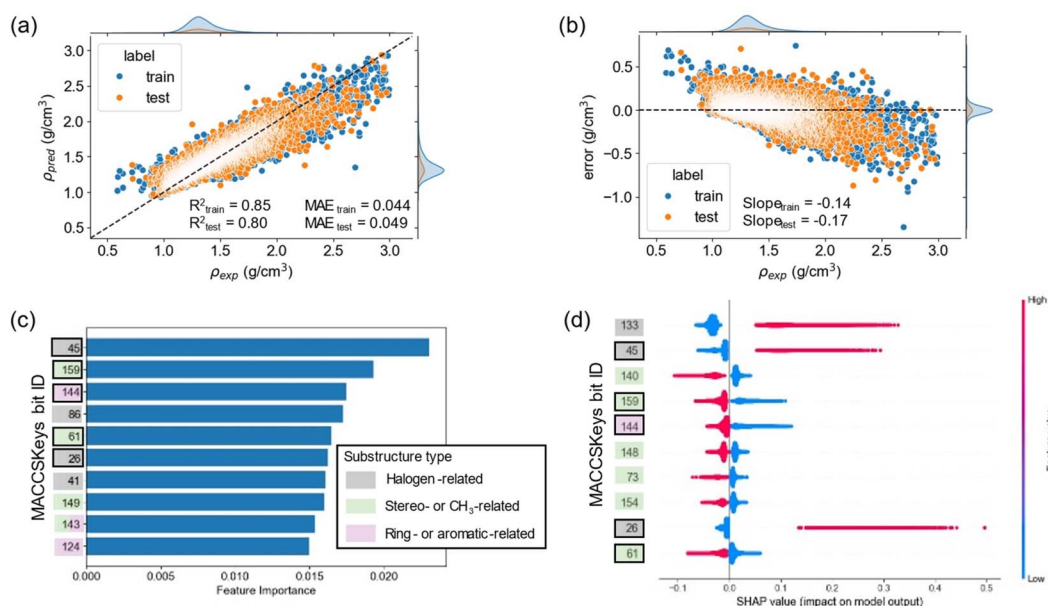 (a)
label
train
test
3.0
2.5
2.0
1.5
1.0
0.5
ρpred (g/cm³)
R²train = 0.85 MAE train = 0.044
R²test = 0.80 MAE test = 0.049
0.5 1.0 1.5 2.0 2.5 3.0
ρexp (g/cm³)
(b)
0.5
0.0
−0.5
−1.0
error (g/cm³)
label
train
test
Slopetrain = -0.14
Slopetest = -0.17
0.5 1.0 1.5 2.0 2.5 3.0
ρexp (g/cm³)
(c)
MACCSKeys bit ID
45
159
144
86
61
26
41
149
143
124
Substructure type
Halogen-related
Stereo- or CH₃-related
Ring- or aromatic-related
0.000 0.005 0.010 0.015 0.020
Feature Importance
(d)
MACCSKeys bit ID
133
45
140
159
144
148
73
154
26
61
High
Low
−0.1 0.0 0.1 0.2 0.3 0.4 0.5
SHAP value (impact on model output)